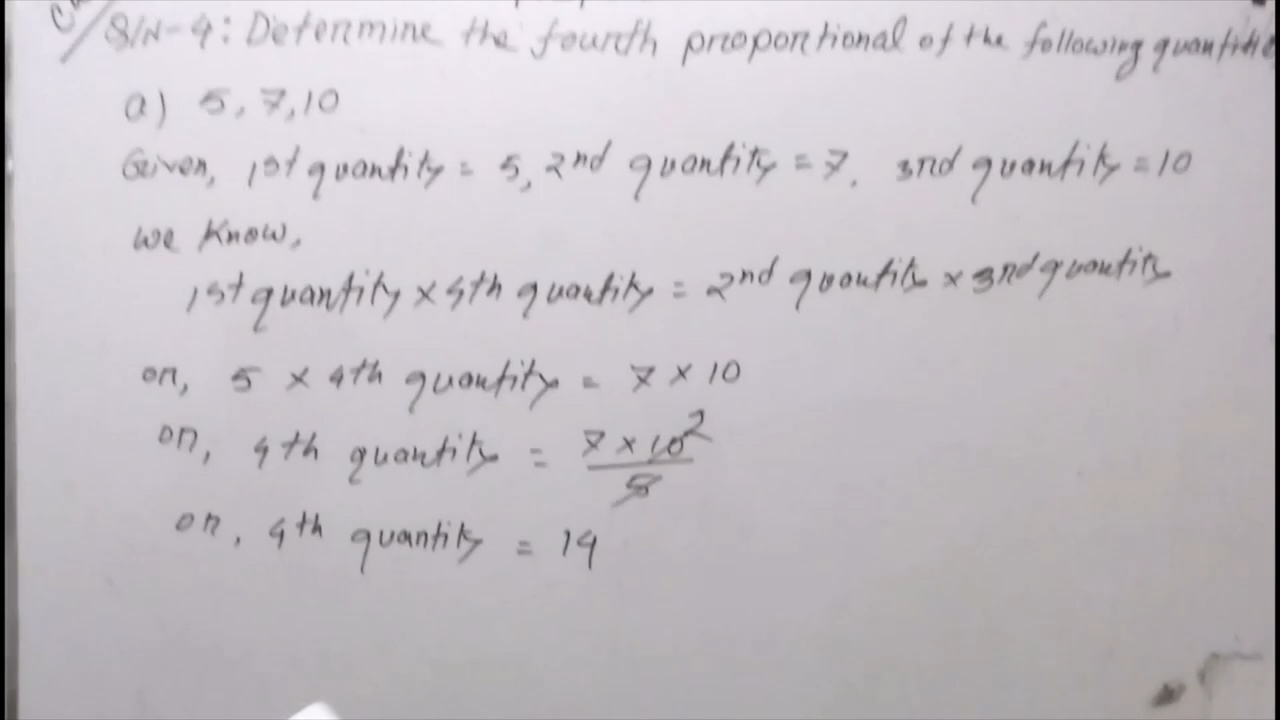 S/N-4: Determine the fourth proportional of the following quantitie
a) 5, 7, 10
Given, 1st quantity = 5, 2nd quantity = 7, 3rd quantity = 10
we know,
1st quantity × 4th quantity = 2nd quantity × 3rd quantity
or, 5 × 4th quantity = 7 × 10
or, 4th quantity = 7 × 10 2
5
or, 4th quantity = 14